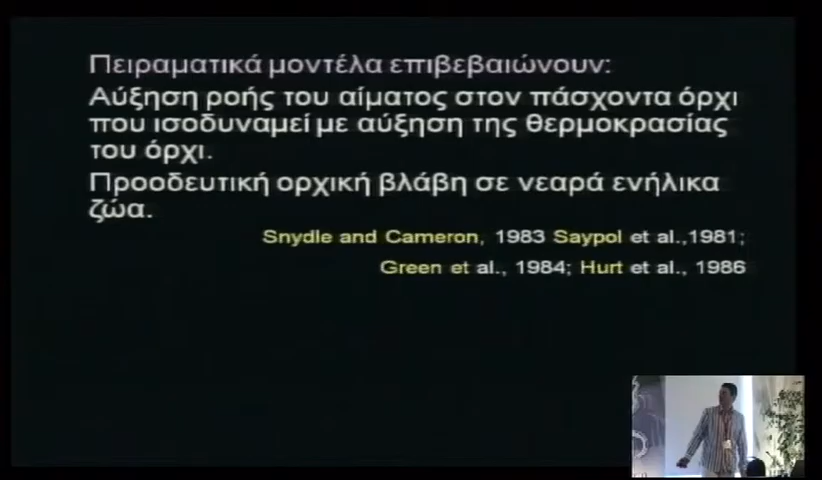 Πειραματικά μοντέλα επιβεβαιώνουν:
Αύξηση ροής του αίματος στον πάσχοντα όρχι
που ισοδυναμεί με αύξηση της θερμοκρασίας
του όρχι.
Προοδευτική ορχική βλάβη σε νεαρά ενήλικα
ζώα.
Snydle and Cameron, 1983 Saypol et al.,1981;
Green et al., 1984; Hurt et al., 1986